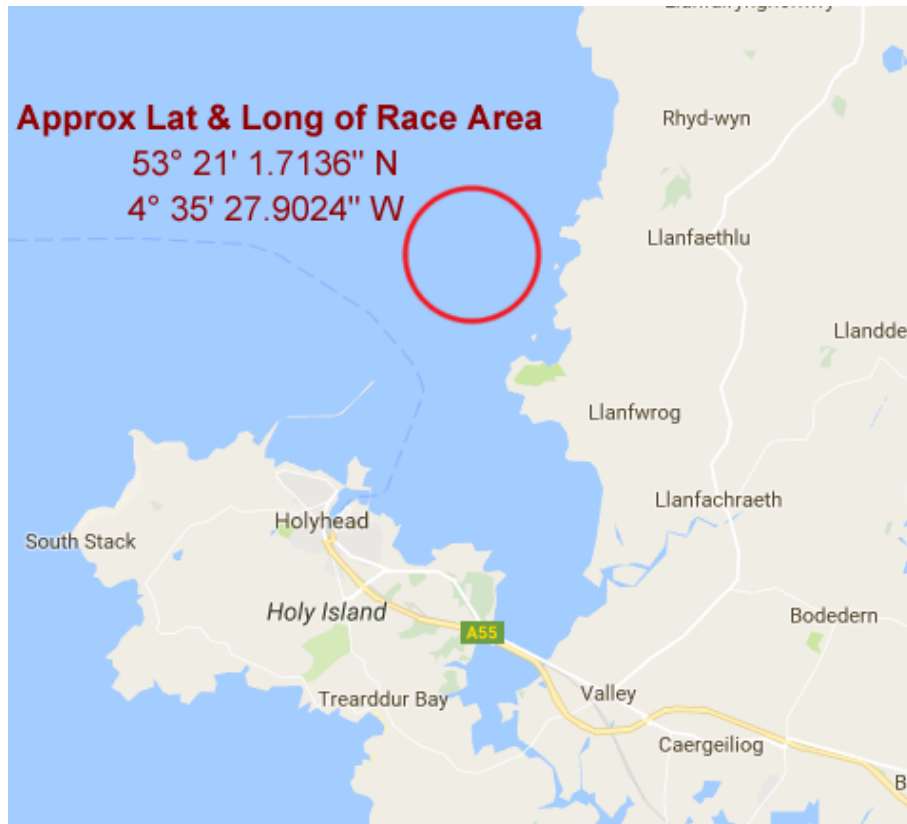 Approx Lat & Long of Race Area
53° 21' 1.7136" N
4° 35' 27.9024" W
Rhyd-wyn
Llanfaethlu
Llandde
Llanfwrog
Llanfachraeth
Holyhead
South Stack
Holy Island
A55
Bodedern
Trearddur Bay
Valley
Caergeiliog
B